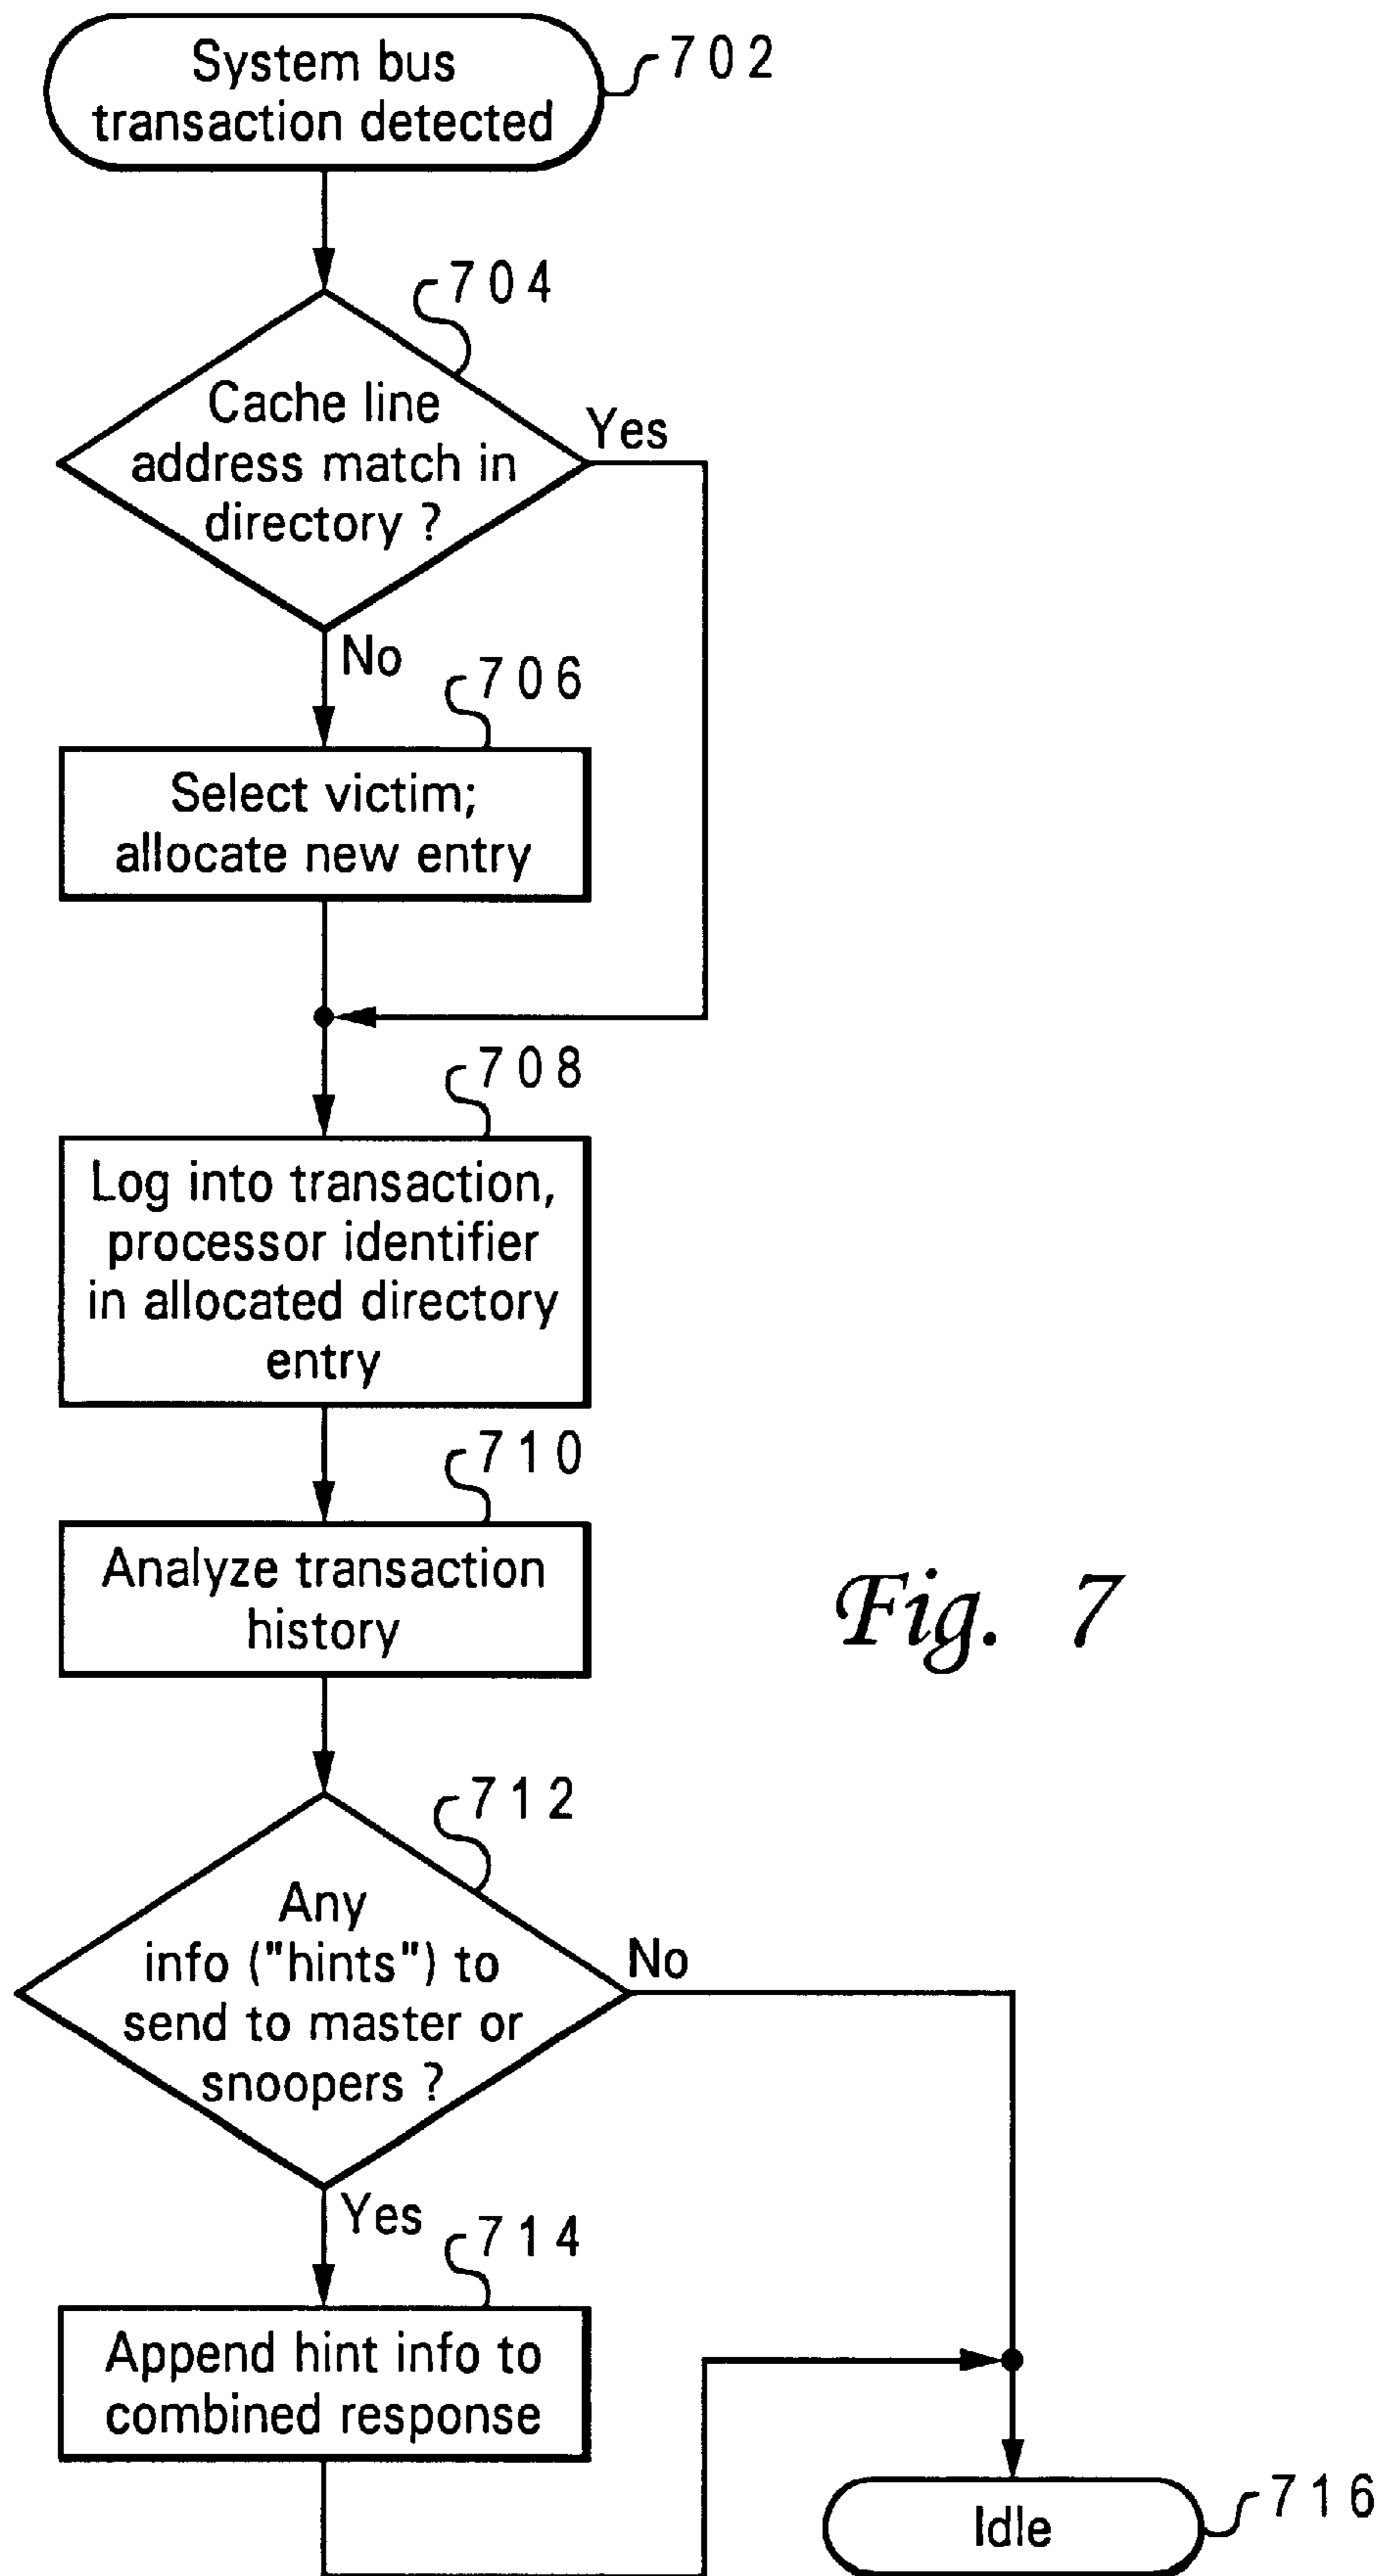 System bus
transaction detected
702
704
Cache line
address match in
directory ?
Yes
No
706
Select victim;
allocate new entry
708
Log into transaction,
processor identifier
in allocated directory
entry
710
Analyze transaction
history
Fig. 7
712
Any
info ("hints") to
send to master or
snoopers ?
No
Yes
714
Append hint info to
combined response
Idle
716